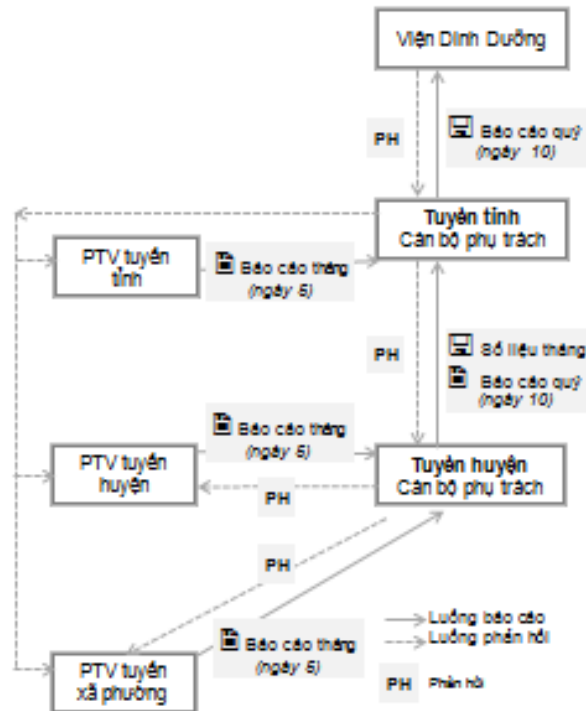 Viện Dinh Dưỡng
PH
Báo cáo quý
(ngày 10)
Tuyến tỉnh
Cán bộ phụ trách
PTV tuyến
tỉnh
Báo cáo tháng
(ngày 5)
PH
Số liệu tháng
Báo cáo quý
(ngày 10)
Báo cáo tháng
(ngày 5)
PTV tuyến
huyện
Tuyến huyện
Cán bộ phụ trách
PH
PH
Báo cáo tháng
(ngày 5)
PTV tuyến
xã phường
Luồng báo cáo
Luồng phản hồi
PH Phản hồi